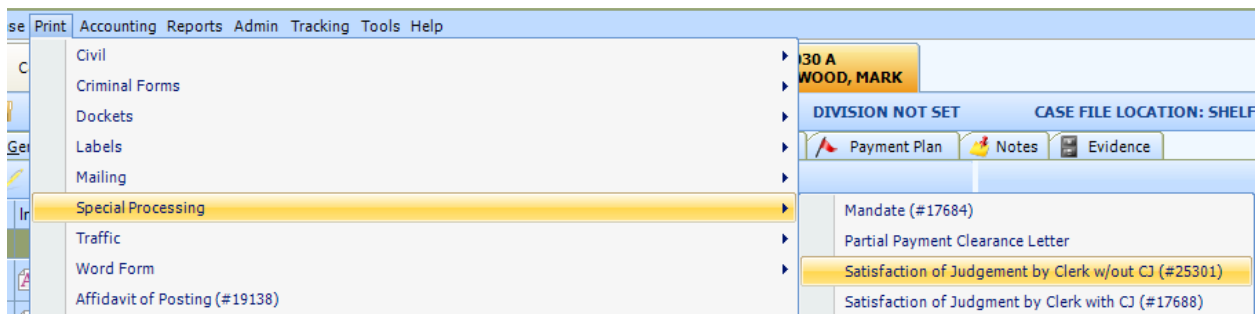 se Print Accounting Reports Admin Tracking Tools Help
Civil
Criminal Forms
Dockets
Labels
Mailing
Special Processing
Traffic
Word Form
Affidavit of Posting (#19138)
030 A
WOOD, MARK
DIVISION NOT SET CASE FILE LOCATION: SHELF
Payment Plan Notes Evidence
Mandate (#17684)
Partial Payment Clearance Letter
Satisfaction of Judgement by Clerk w/out CJ (#25301)
Satisfaction of Judgment by Clerk with CJ (#17688)